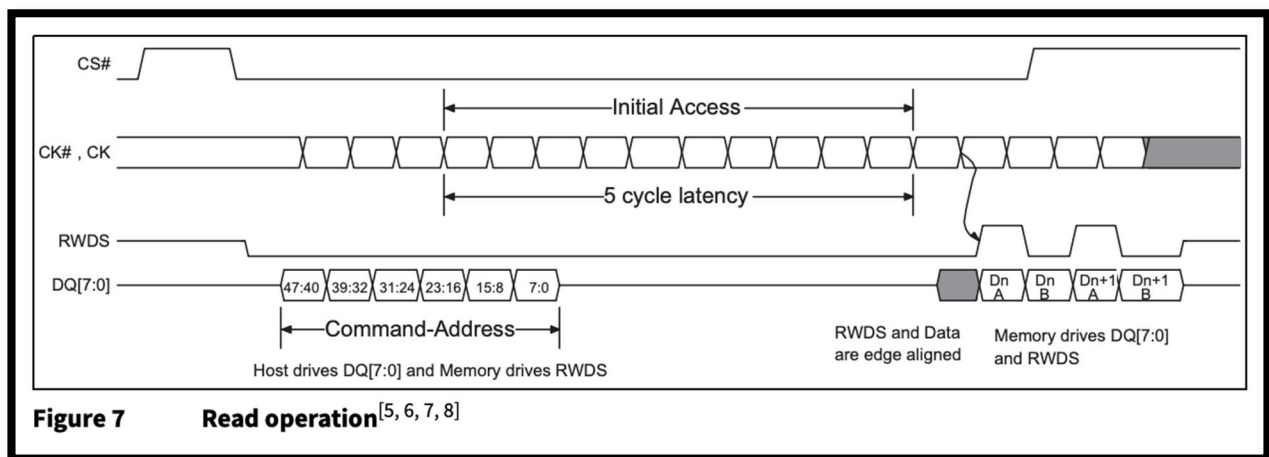 CS#
Initial Access
CK# , CK
5 cycle latency
RWDS
DQ[7:0]
47:40 39:32 31:24 23:16 15:8 7:0
Dn A
Dn B
Dn+1 A
Dn+1 B
Command-Address
Host drives DQ[7:0] and Memory drives RWDS
RWDS and Data
are edge aligned
Memory drives DQ[7:0]
and RWDS
Figure 7 Read operation[5, 6, 7, 8]